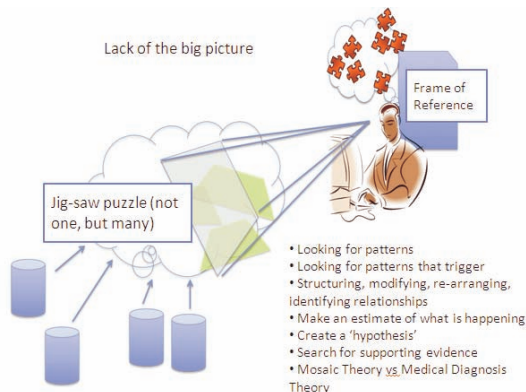 Lack of the big picture
Frame of
Reference
Jig-saw puzzle (not
one, but many)
• Looking for patterns
• Looking for patterns that trigger
• Structuring, modifying, re-arranging,
identifying relationships
• Make an estimate of what is happening
• Create a ‘hypothesis’
• Search for supporting evidence
• Mosaic Theory vs Medical Diagnosis
Theory